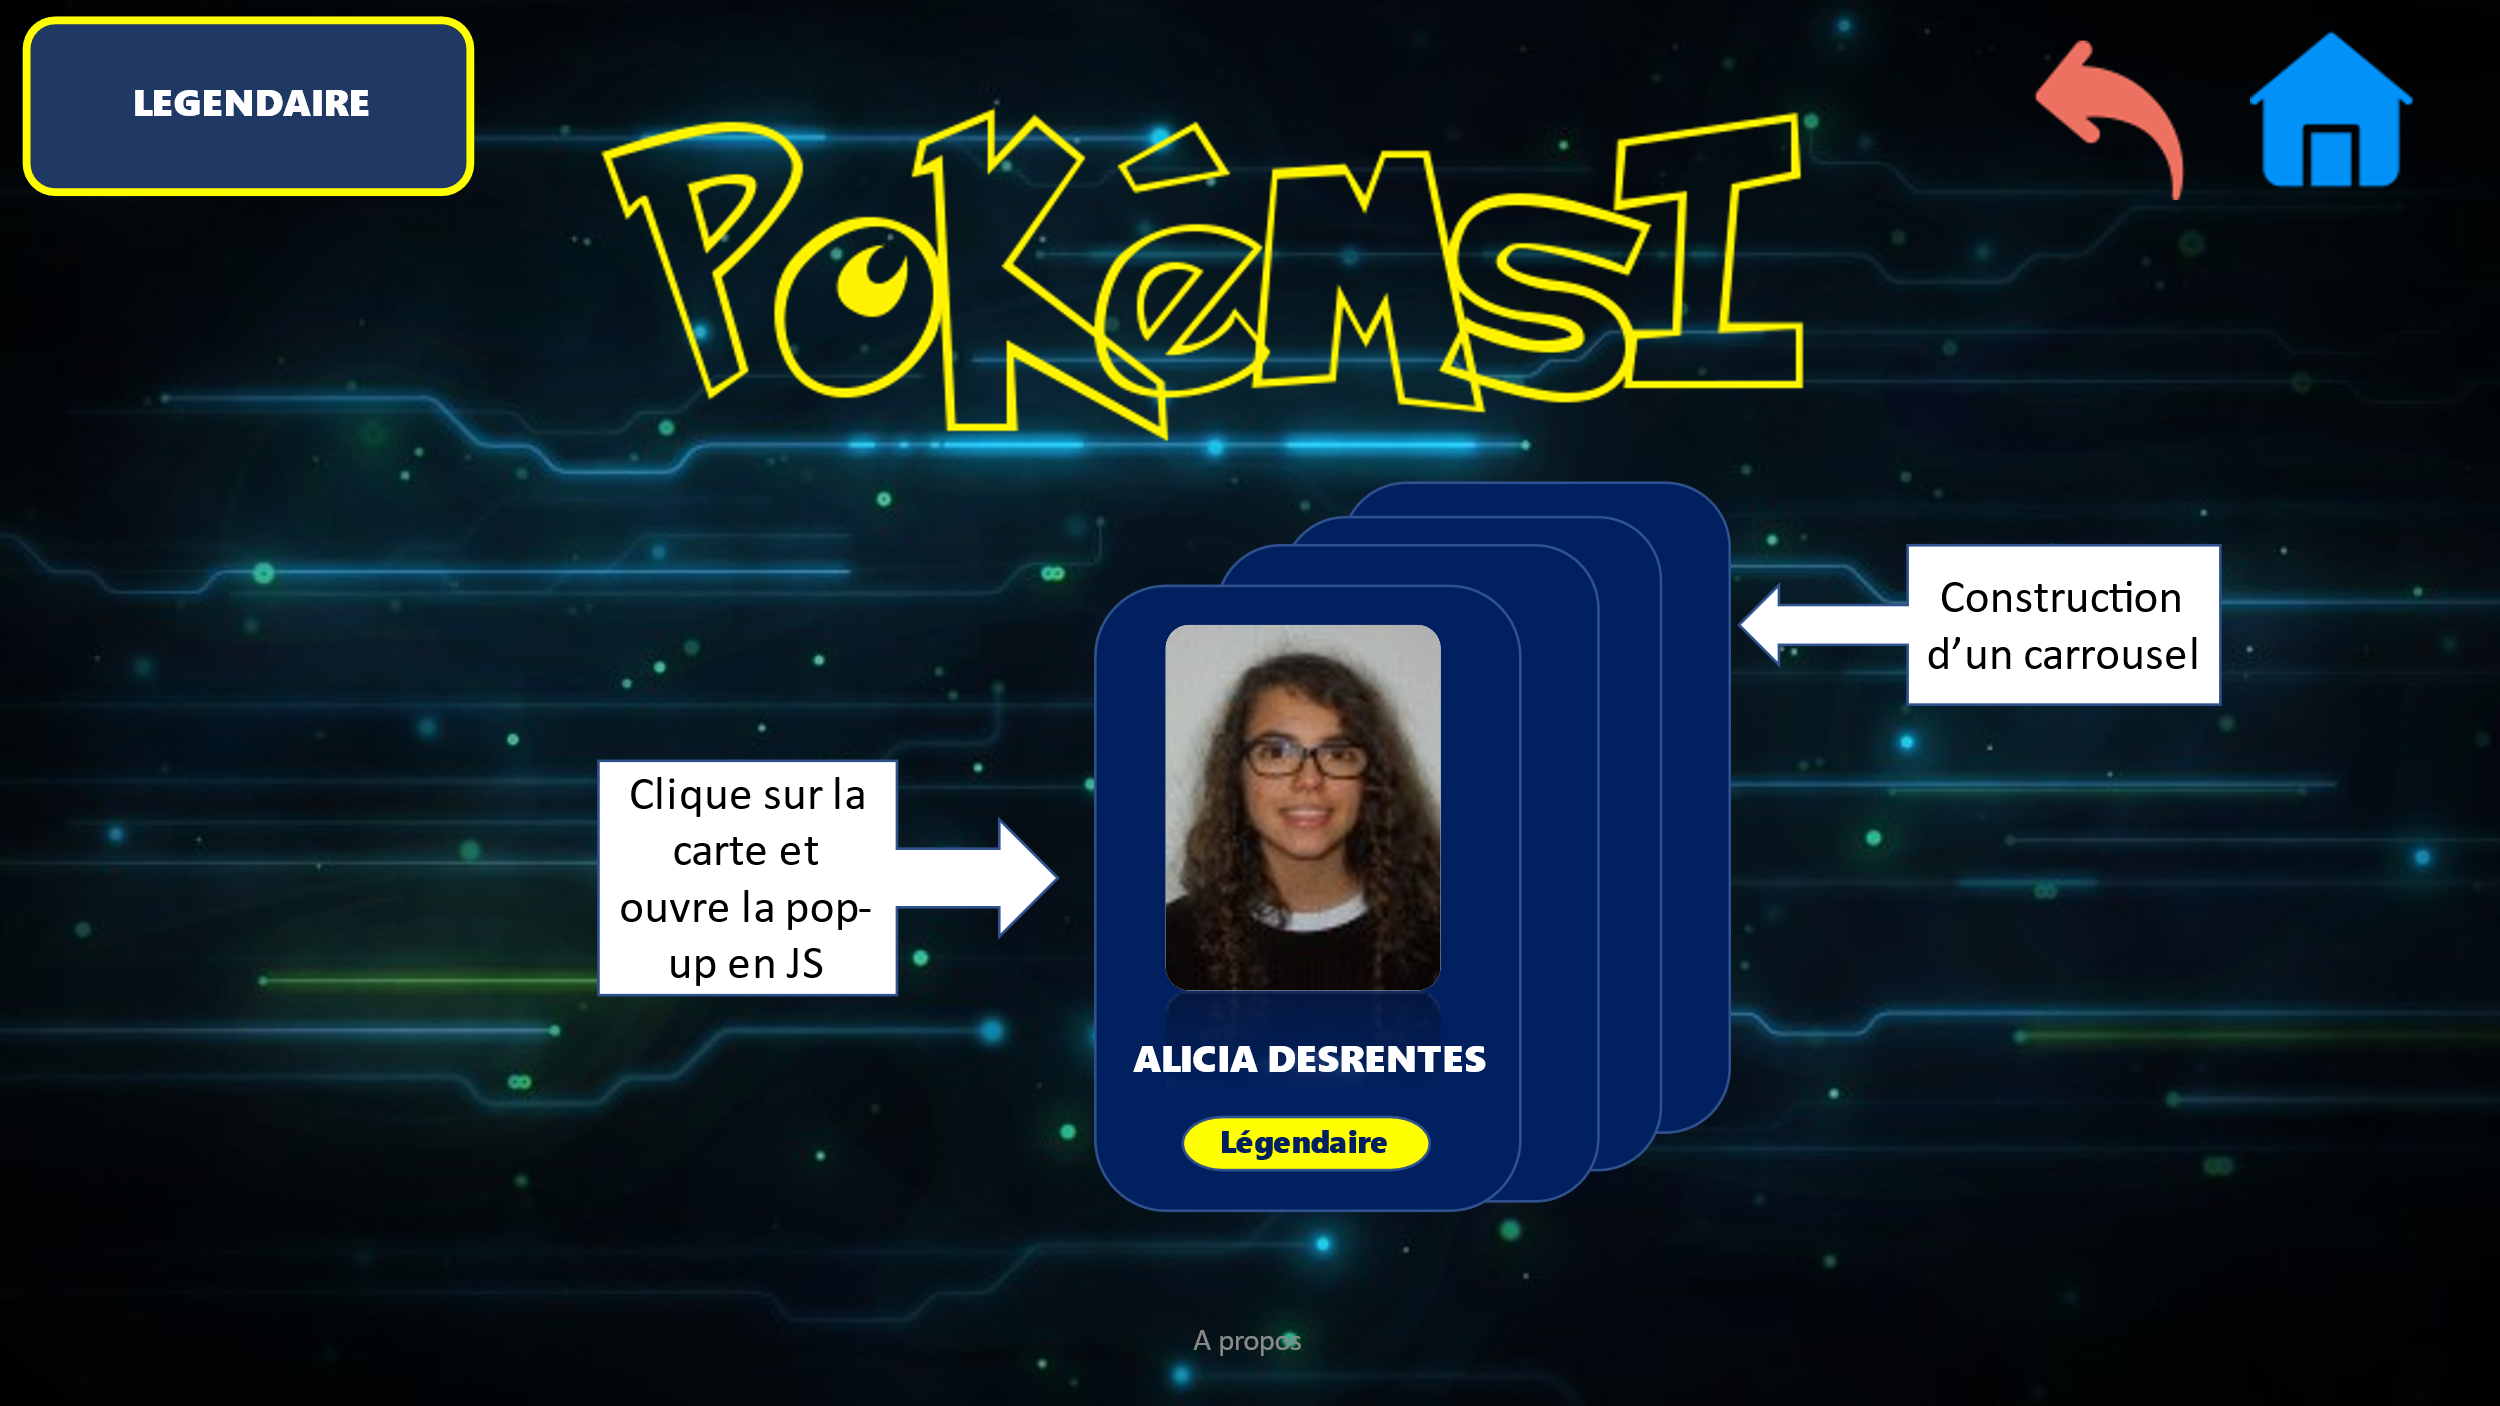 LEGENDAIRE
PoKéMSI
Construction
d’un carrousel
Clique sur la
carte et
ouvre la pop-
up en JS
ALICIA DESRENTES
Légendaire
A propos